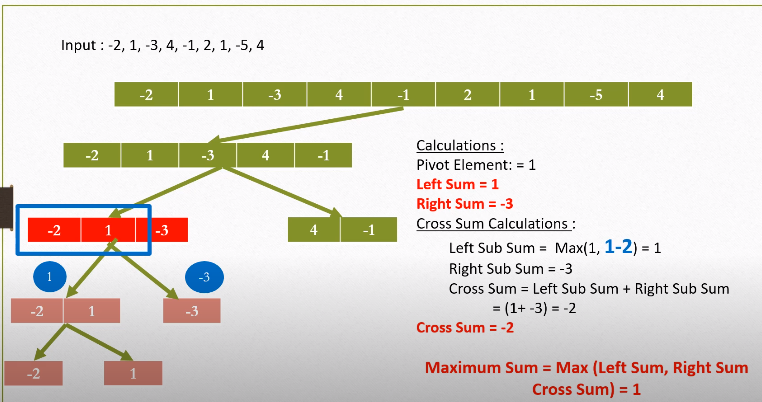 Input : -2, 1, -3, 4, -1, 2, 1, -5, 4
-2 1 -3 4 -1 2 1 -5 4
-2 1 -3 4 -1
Calculations :
Pivot Element: = 1
Left Sum = 1
Right Sum = -3
Cross Sum Calculations :
-2 1 -3 4 -1
Left Sub Sum = Max(1, 1-2) = 1
Right Sub Sum = -3
1 -3
Cross Sum = Left Sub Sum + Right Sub Sum
= (1+ -3) = -2
-2 1 -3
Cross Sum = -2
-2 1
Maximum Sum = Max (Left Sum, Right Sum
Cross Sum) = 1